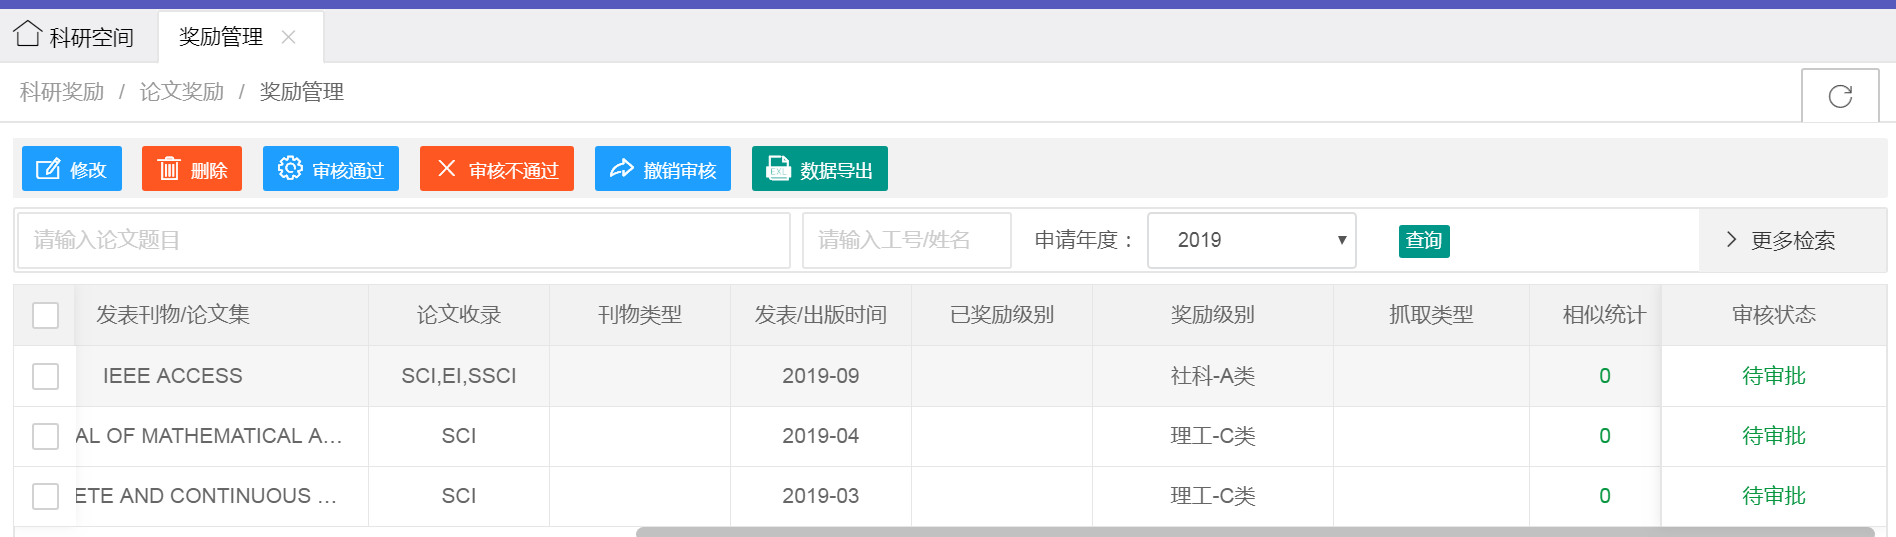 科研空间 奖励管理
科研奖励 / 论文奖励 / 奖励管理
修改 删除 审核通过 审核不通过 撤销审核 EXL 数据导出
请输入论文题目 请输入工号/姓名 申请年度： 2019 查询 更多检索
发表刊物/论文集 论文收录 刊物类型 发表/出版时间 已奖励级别 奖励级别 抓取类型 相似统计 审核状态
IEEE ACCESS SCI,EI,SSCI 2019-09 社科-A类 0 待审批
AL OF MATHEMATICAL A... SCI 2019-04 理工-C类 0 待审批
ETE AND CONTINUOUS ... SCI 2019-03 理工-C类 0 待审批